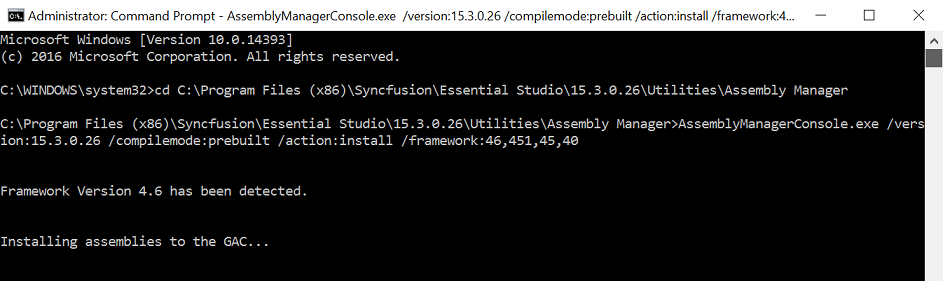 Administrator: Command Prompt - AssemblyManagerConsole.exe  /version:15.3.0.26 /compilemode:prebuilt /action:install /framework:4...
Microsoft Windows [Version 10.0.14393]
(c) 2016 Microsoft Corporation. All rights reserved.
C:\WINDOWS\system32>cd C:\Program Files (x86)\Syncfusion\Essential Studio\15.3.0.26\Utilities\Assembly Manager
C:\Program Files (x86)\Syncfusion\Essential Studio\15.3.0.26\Utilities\Assembly Manager>AssemblyManagerConsole.exe /vers
ion:15.3.0.26 /compilemode:prebuilt /action:install /framework:46,451,45,40
Framework Version 4.6 has been detected.
Installing assemblies to the GAC...